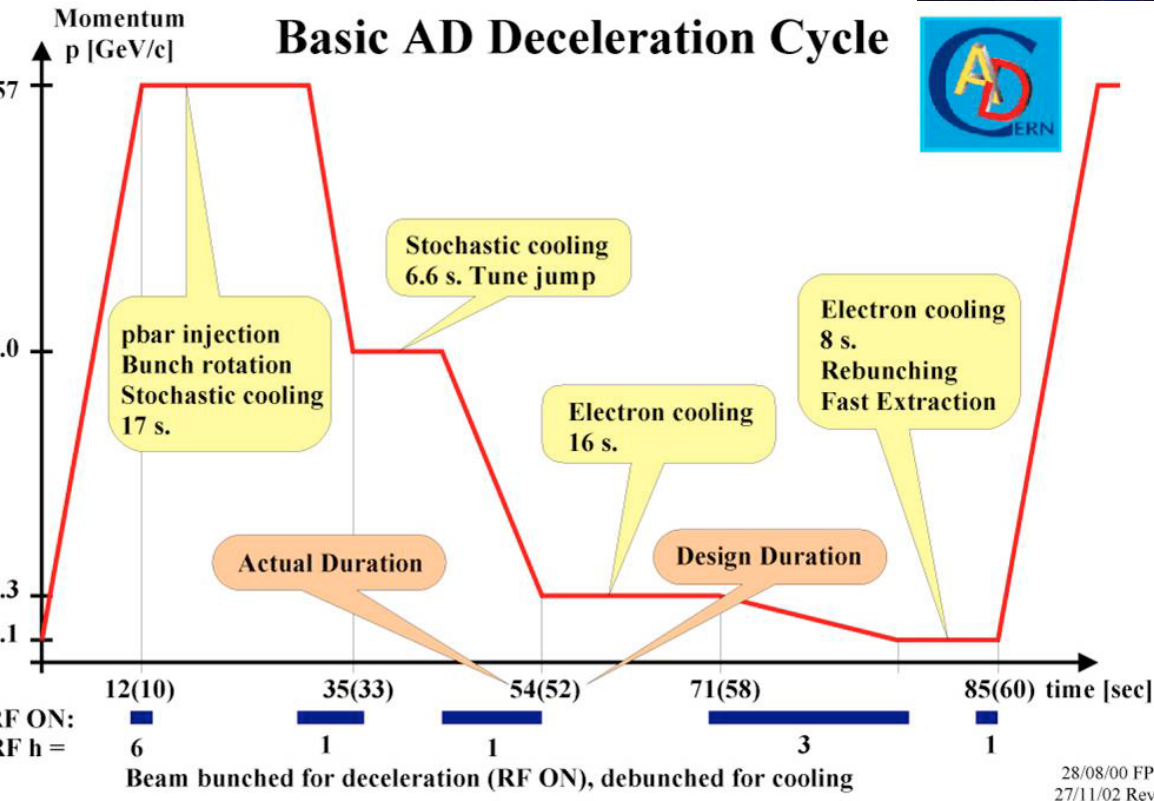 Momentum
p [GeV/c]
Basic AD Deceleration Cycle
CAD
ERN
57
.0
.3
.1
pbar injection
Bunch rotation
Stochastic cooling
17 s.
Stochastic cooling
6.6 s. Tune jump
Electron cooling
16 s.
Electron cooling
8 s.
Rebunching
Fast Extraction
Actual Duration
Design Duration
12(10) 35(33) 54(52) 71(58) 85(60) time [sec]
RF ON:
RF h = 6 1 1 3 1
Beam bunched for deceleration (RF ON), debunched for cooling
28/08/00 FP
27/11/02 Rev